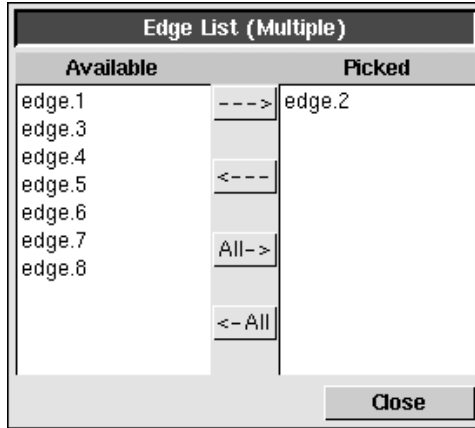 Edge List (Multiple)
Available Picked
edge.1 ---> edge.2
edge.3
edge.4
edge.5 <---
edge.6
edge.7 All->
edge.8
<-All
Close